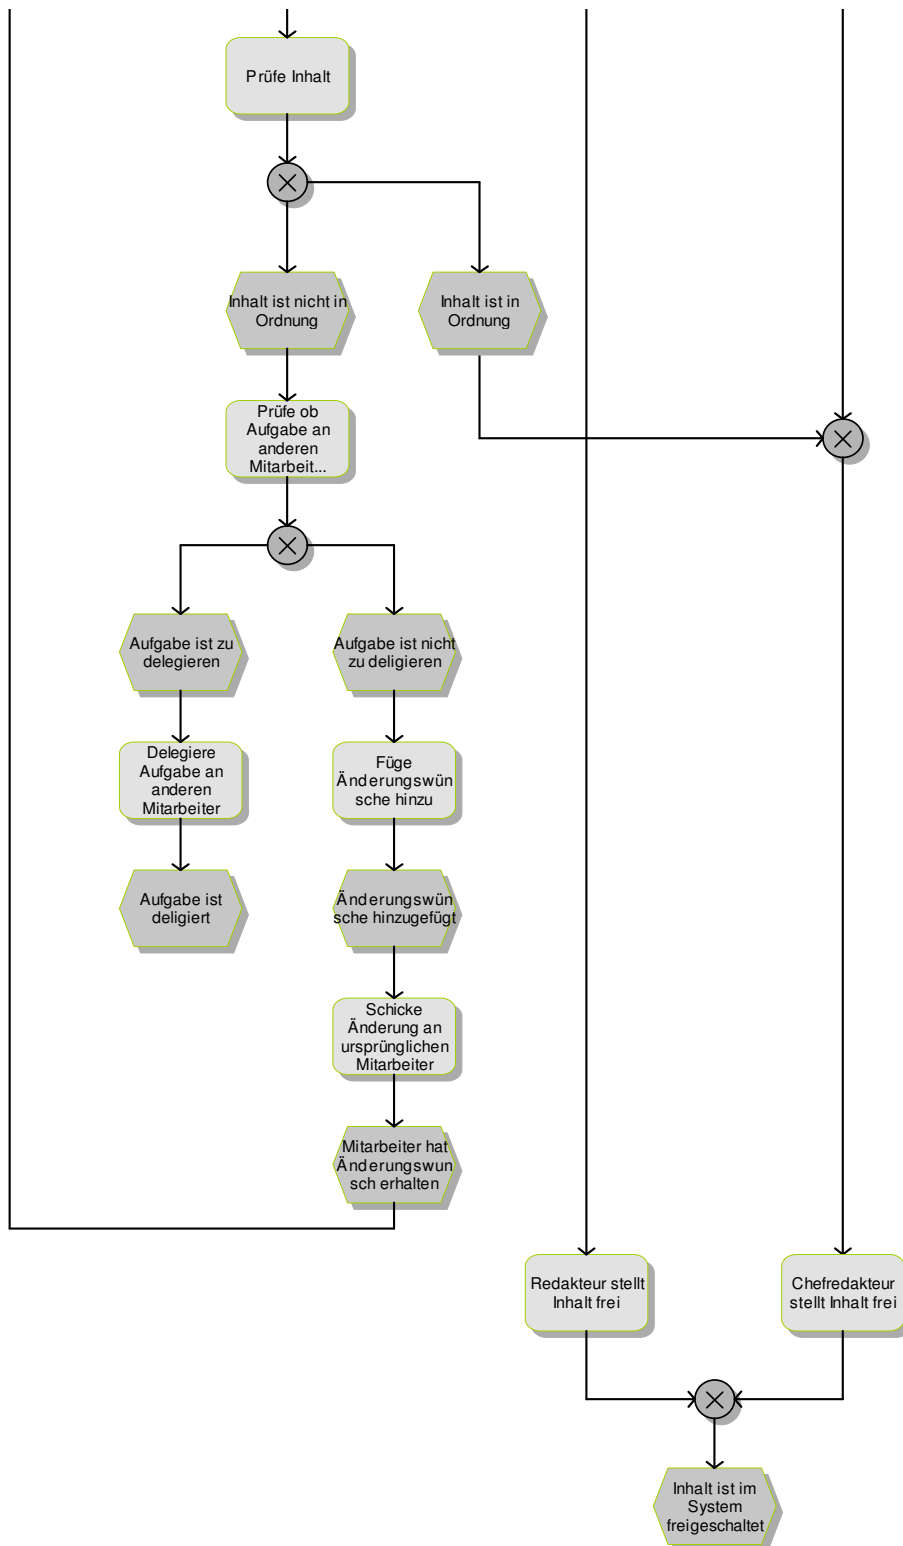 Prüfe Inhalt
Inhalt ist nicht in
Ordnung
Inhalt ist in
Ordnung
Prüfe ob
Aufgabe an
anderen
Mitarbeit...
Aufgabe ist zu
delegieren
Aufgabe ist nicht
zu deligieren
Delegiere
Aufgabe an
anderen
Mitarbeiter
Füge
Änderungswün
sche hinzu
Aufgabe ist
deligiert
Änderungswün
sche hinzugefügt
Schicke
Änderung an
ursprünglichen
Mitarbeiter
Mitarbeiter hat
Änderungswun
sch erhalten
Redakteur stellt
Inhalt frei
Chefredakteur
stellt Inhalt frei
Inhalt ist im
System
freigeschaltet